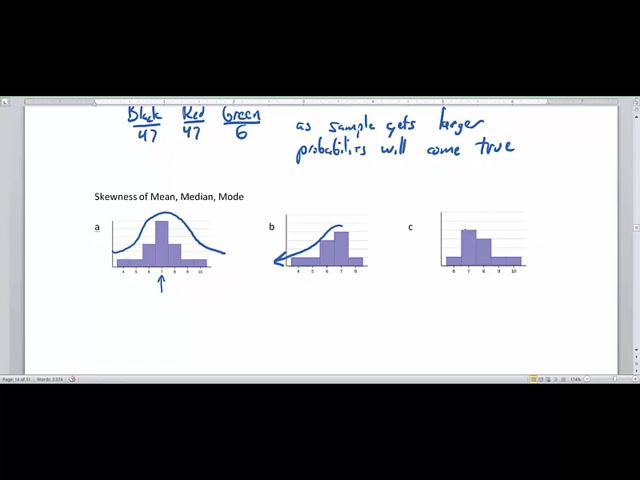 Black Red Green
47 47 6
as sample gets larger
probabilities will come true
Skewness of Mean, Median, Mode
a b c
4 5 6 7 8 9 10
4 5 6 7 8
6 7 8 9 10